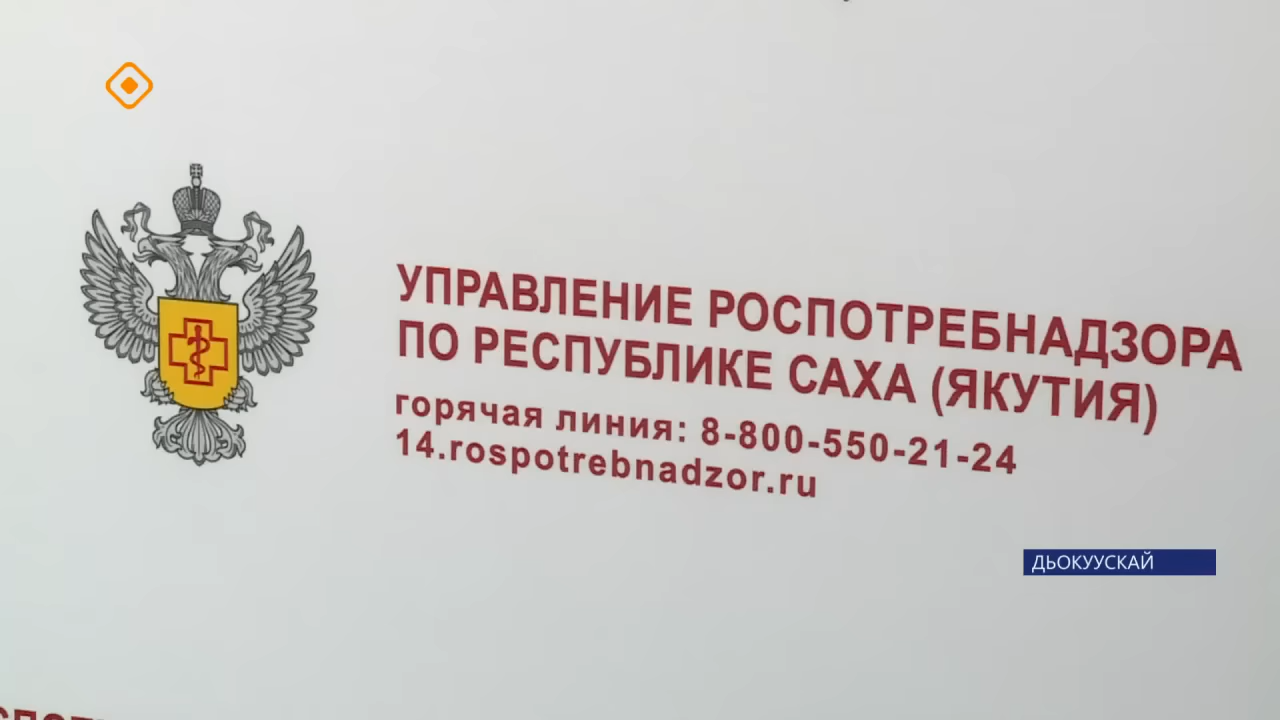 УПРАВЛЕНИЕ РОСПОТРЕБНАДЗОРА
ПО РЕСПУБЛИКЕ САХА (ЯКУТИЯ)
горячая линия: 8-800-550-21-24
14.rospotrebnadzor.ru
ДЬОКУУСКАЙ